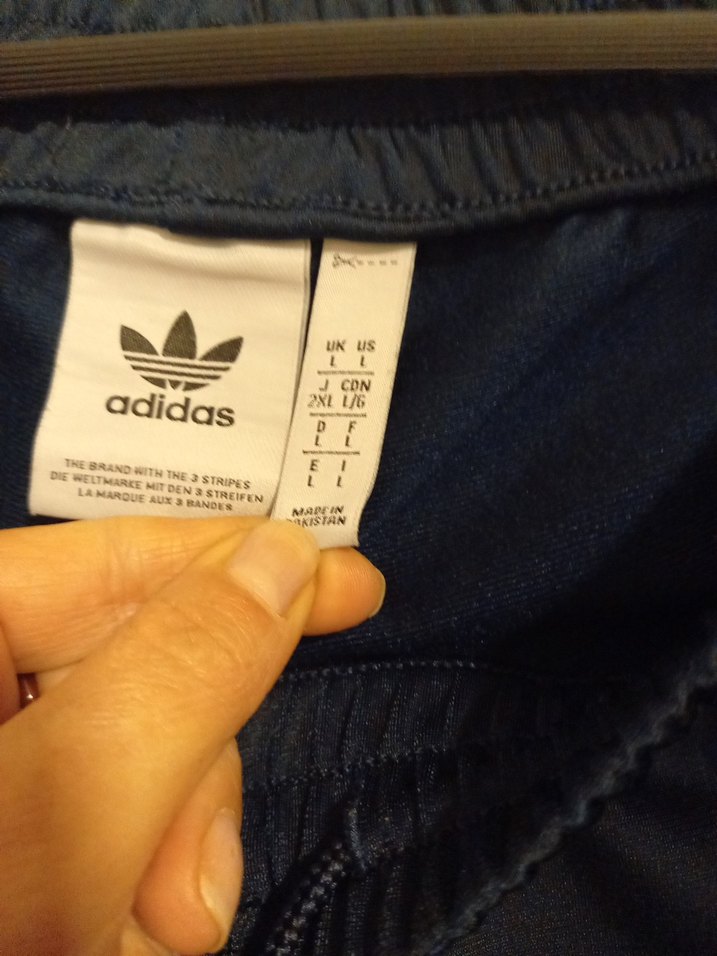 adidas
THE BRAND WITH THE 3 STRIPES
DIE WELTMARKE MIT DEN 3 STREIFEN
LA MARQUE AUX 3 BANDES
UK US
L L
J CDN
2XL L/G
D F
L L
E I
L L
MADE IN
PAKISTAN